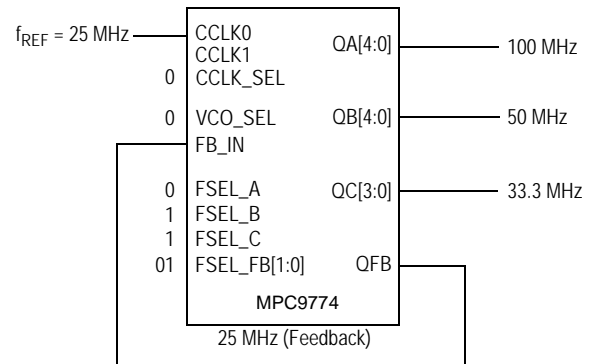 fREF = 25 MHz
CCLK0
CCLK1
0 CCLK_SEL
0 VCO_SEL
FB_IN
0 FSEL_A
1 FSEL_B
1 FSEL_C
01 FSEL_FB[1:0]
QA[4:0] 100 MHz
QB[4:0] 50 MHz
QC[3:0] 33.3 MHz
QFB
MPC9774
25 MHz (Feedback)